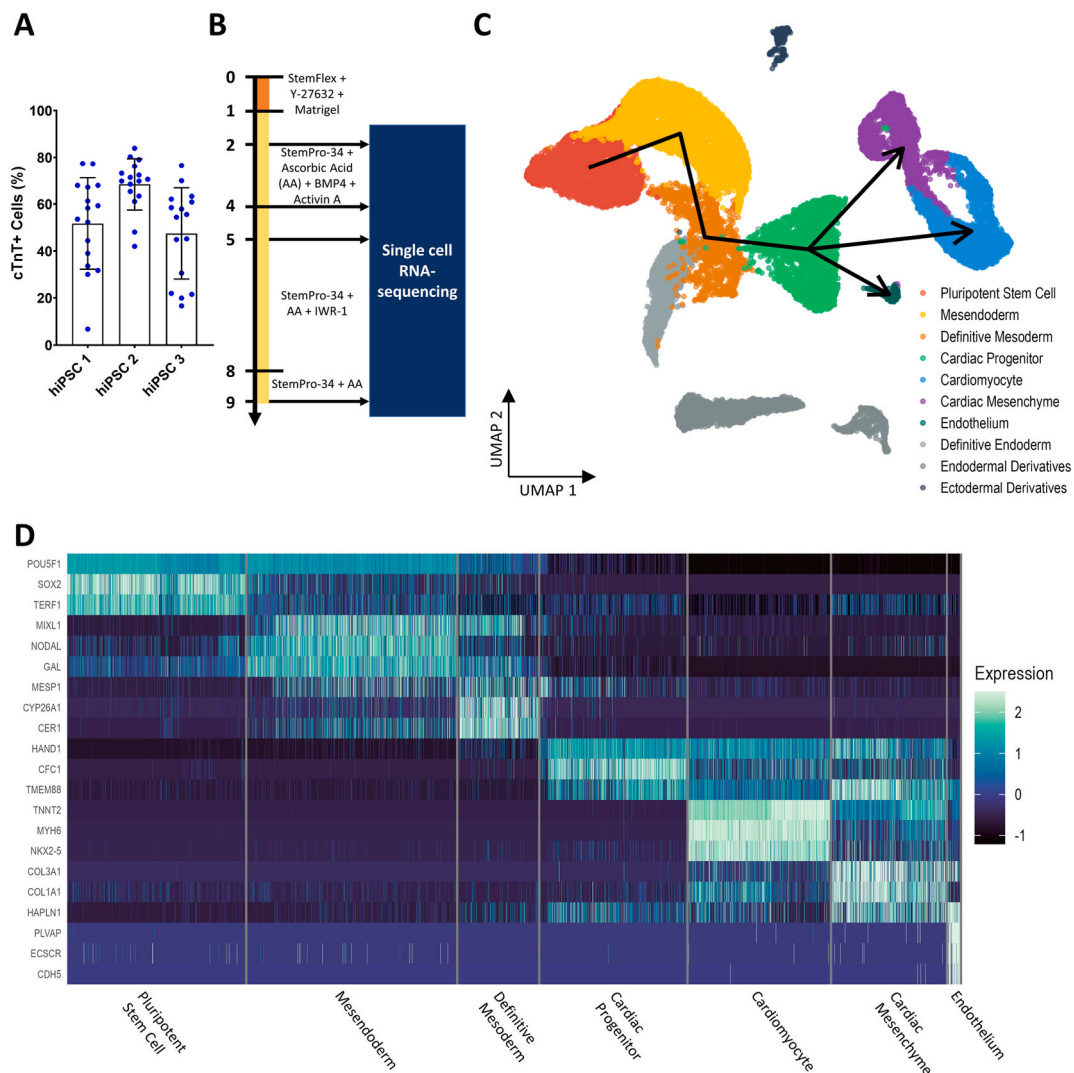 A
cTnT+ Cells (%)
100
80
60
40
20
0
hiPSC 1
hiPSC 2
hiPSC 3
B
0
1
2
4
5
8
9
StemFlex +
Y-27632 +
Matrigel
StemPro-34 +
Ascorbic Acid
(AA) + BMP4 +
Activin A
StemPro-34 +
AA + IWR-1
StemPro-34 + AA
Single cell
RNA-
sequencing
C
UMAP 2
UMAP 1
Pluripotent Stem Cell
Mesendoderm
Definitive Mesoderm
Cardiac Progenitor
Cardiomyocyte
Cardiac Mesenchyme
Endothelium
Definitive Endoderm
Endodermal Derivatives
Ectodermal Derivatives
D
POU5F1
SOX2
TERF1
MIXL1
NODAL
GAL
MESP1
CYP26A1
CER1
HAND1
CFC1
TMEM88
TNNT2
MYH6
NKX2-5
COL3A1
COL1A1
HAPLN1
PLVAP
ECSCR
CDH5
Pluripotent
Stem Cell
Mesendoderm
Definitive
Mesoderm
Cardiac
Progenitor
Cardiomyocyte
Cardiac
Mesenchyme
Endothelium
Expression
2
1
0
-1